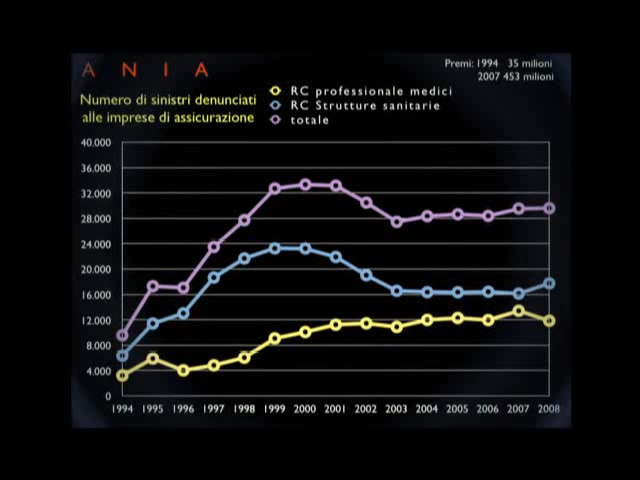 A N I A
Premi: 1994 35 milioni
2007 453 milioni
Numero di sinistri denunciati
alle imprese di assicurazione
RC professionale medici
RC Strutture sanitarie
totale
40.000
36.000
32.000
28.000
24.000
20.000
16.000
12.000
8.000
4.000
0
1994 1995 1996 1997 1998 1999 2000 2001 2002 2003 2004 2005 2006 2007 2008